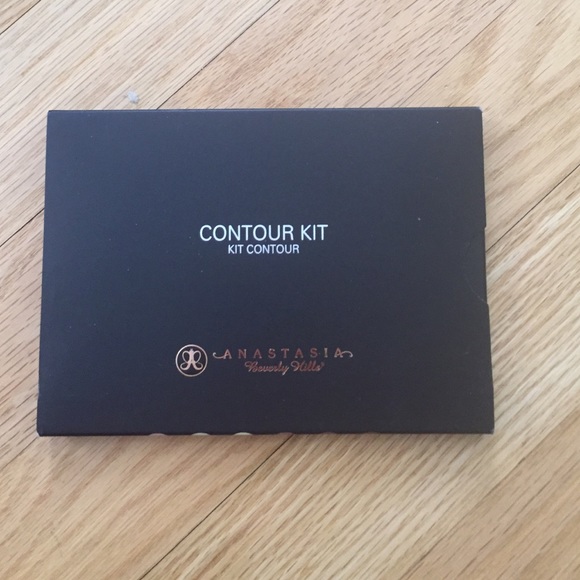 CONTOUR KIT
KIT CONTOUR
ANASTASIA
Beverly Hills®